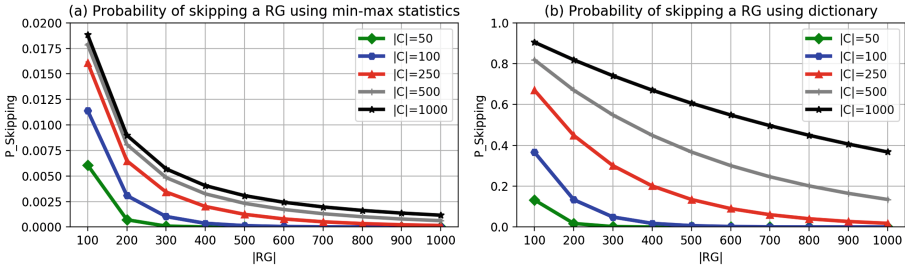 (a) Probability of skipping a RG using min-max statistics
P_Skipping
0.0200
0.0175
0.0150
0.0125
0.0100
0.0075
0.0050
0.0025
0.0000
|C|=50
|C|=100
|C|=250
|C|=500
|C|=1000
100 200 300 400 500 600 700 800 900 1000
|RG|
(b) Probability of skipping a RG using dictionary
P_Skipping
1.0
0.8
0.6
0.4
0.2
0.0
|C|=50
|C|=100
|C|=250
|C|=500
|C|=1000
100 200 300 400 500 600 700 800 900 1000
|RG|